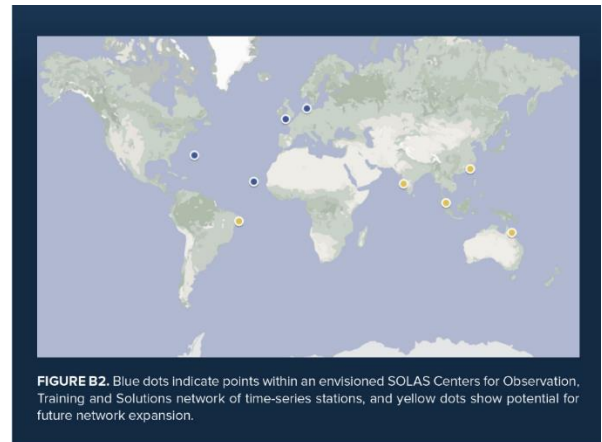 FIGURE B2. Blue dots indicate points within an envisioned SOLAS Centers for Observation,
Training and Solutions network of time-series stations, and yellow dots show potential for
future network expansion.